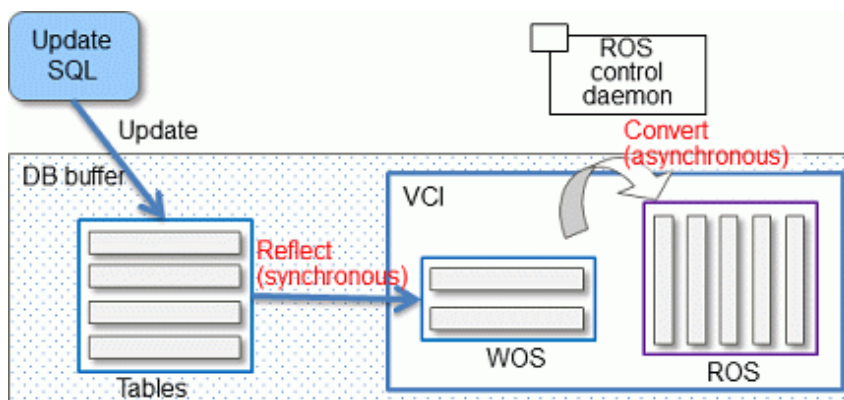 Update
SQL
ROS
control
daemon
Update
Convert
(asynchronous)
DB buffer
VCI
Reflect
(synchronous)
WOS
ROS
Tables